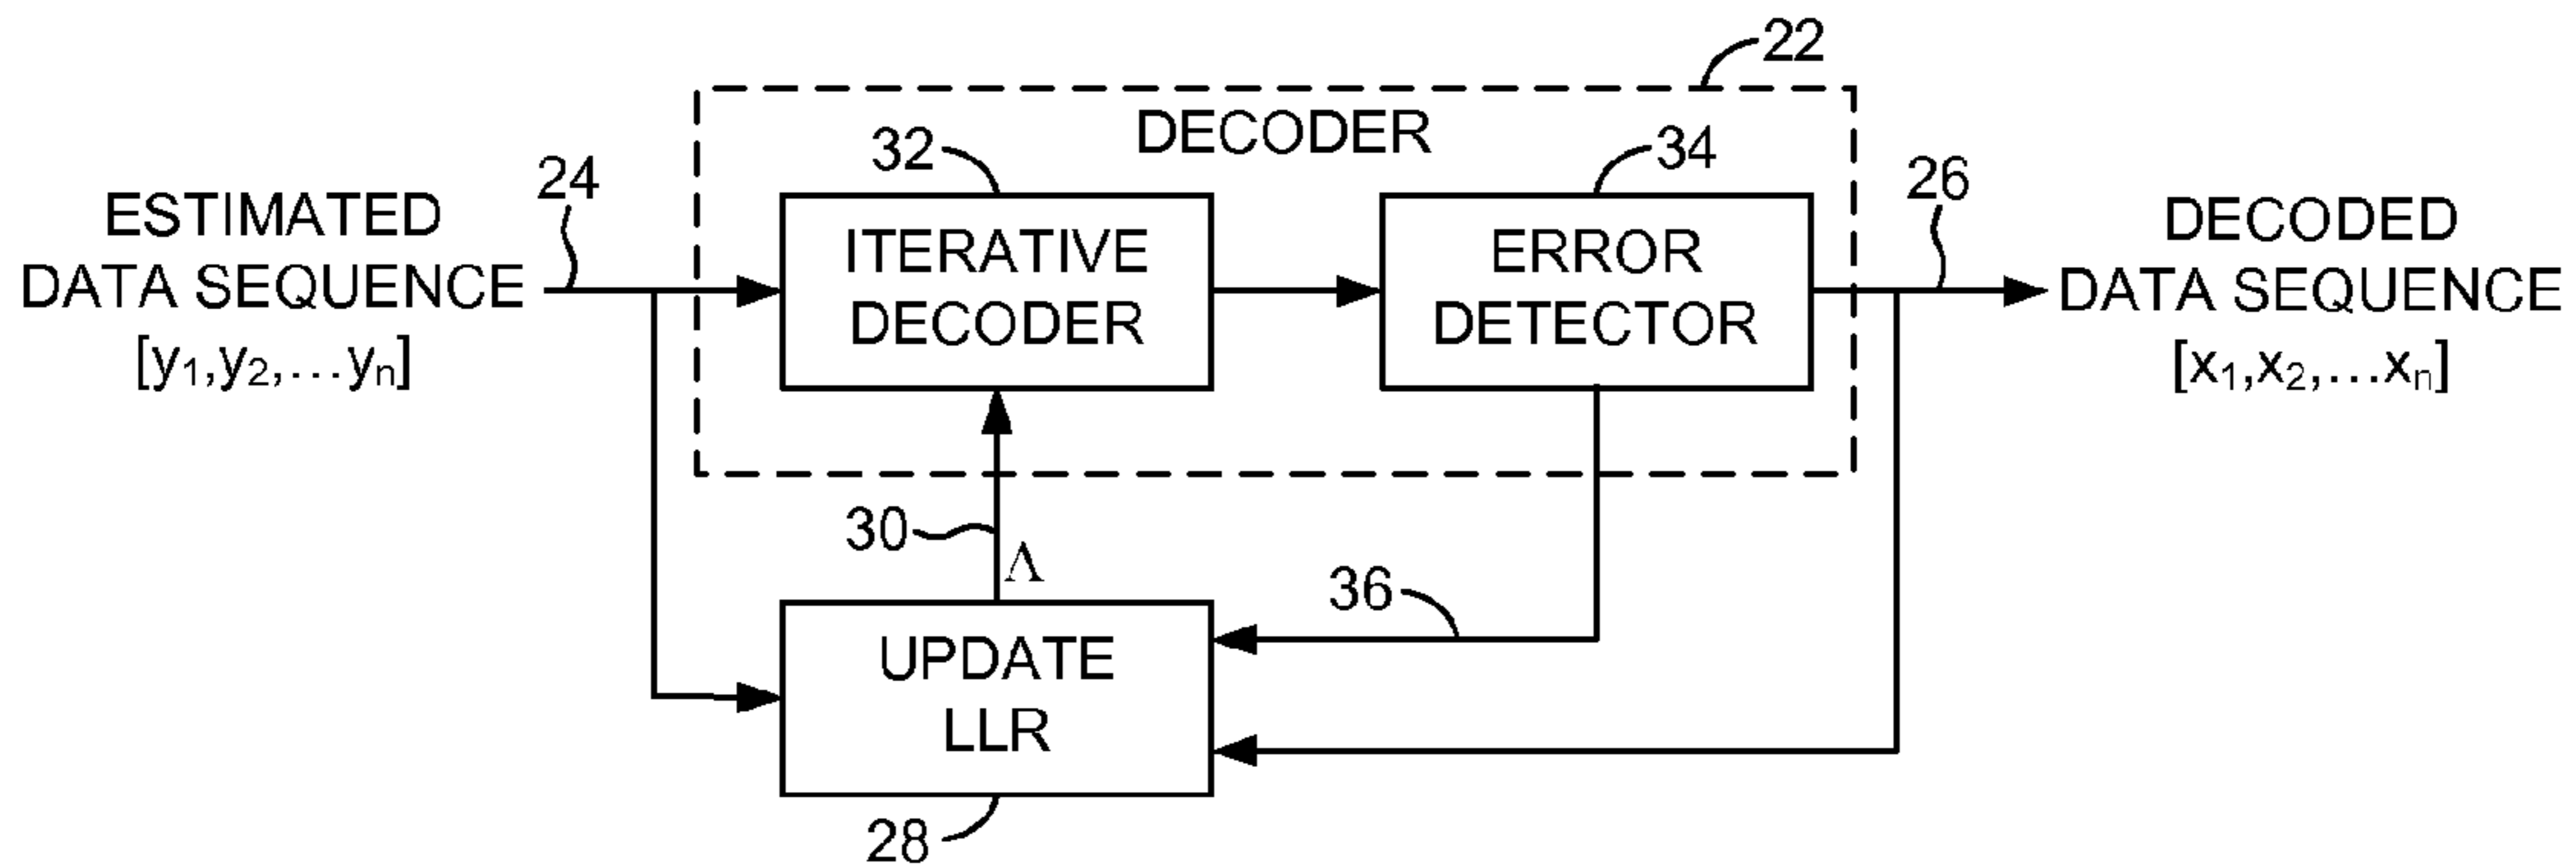 22
DECODER
32
34
24
26
ESTIMATED
DATA SEQUENCE
[y₁,y₂,...yₙ]
ITERATIVE
DECODER
ERROR
DETECTOR
DECODED
DATA SEQUENCE
[x₁,x₂,...xₙ]
30
Λ
36
UPDATE
LLR
28